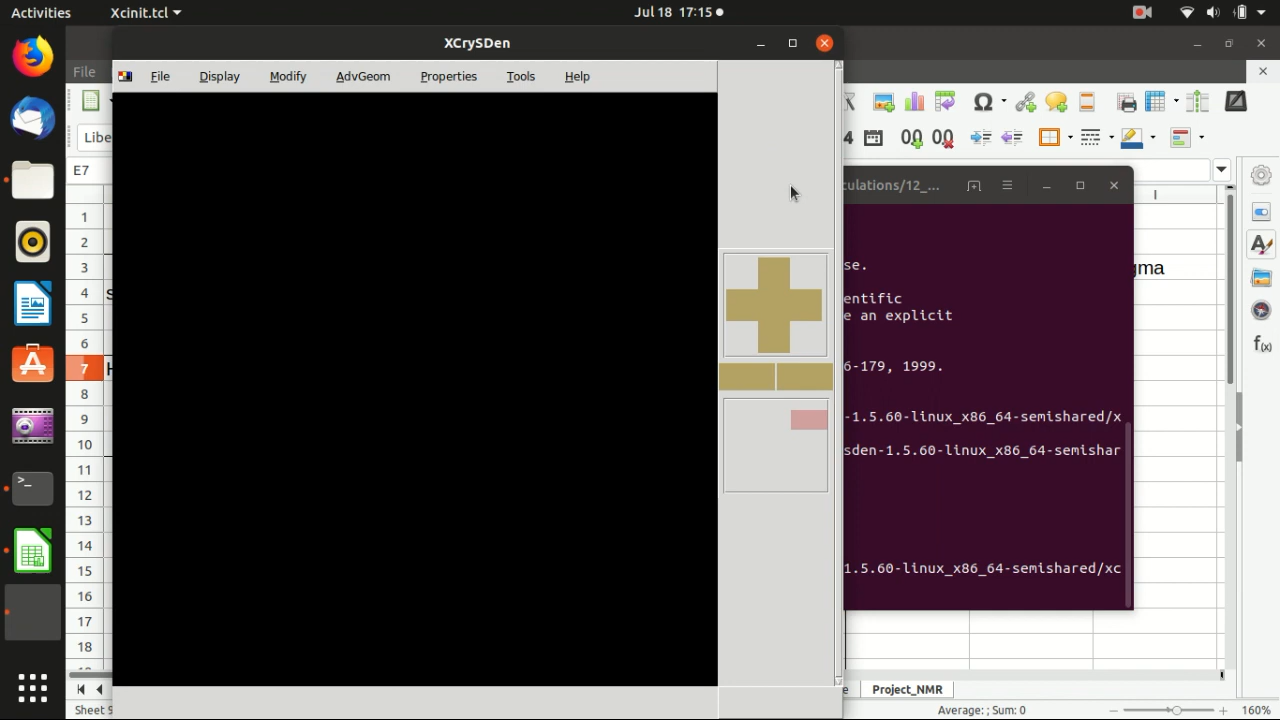 Activities Xcinit.tcl Jul 18 17:15
XCrySDen
File
File Display Modify AdvGeom Properties Tools Help
Libe
E7
culations/12_...
I
1
2
3
4
5
6
7
8
9
10
11
12
13
14
15
16
17
18
se.
entific
e an explicit
6-179, 1999.
-1.5.60-linux_x86_64-semishared/x
sden-1.5.60-linux_x86_64-semishar
1.5.60-linux_x86_64-semishared/xc
gma
Project_NMR
Sheet 9 Average: ; Sum: 0 160%